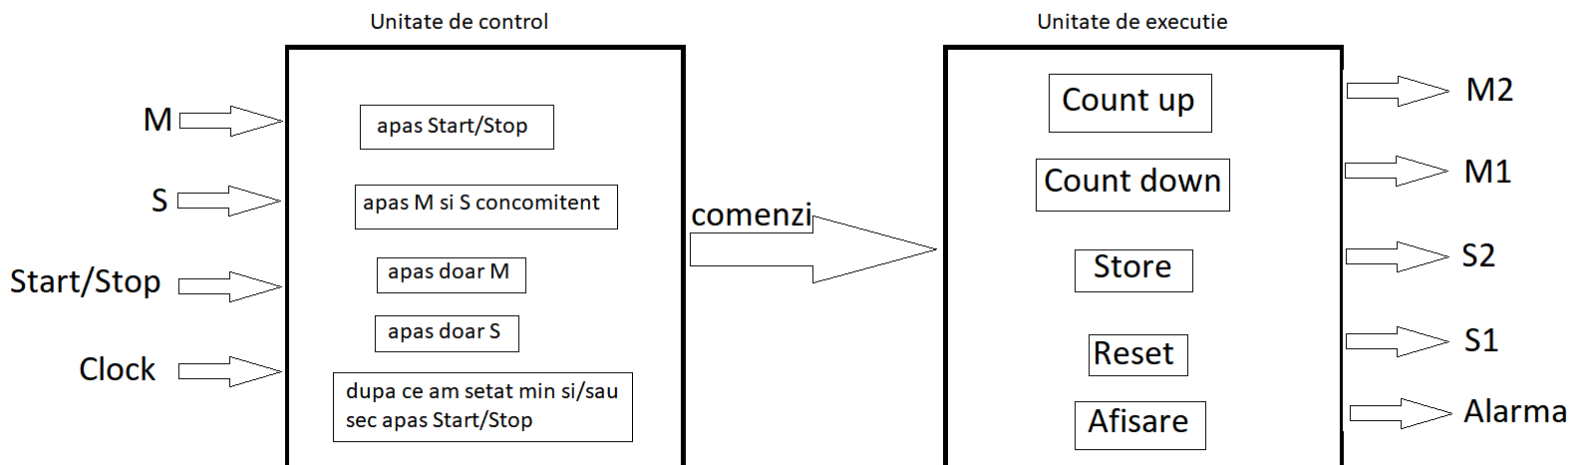 Unitate de control
Unitate de executie
M
S
Start/Stop
Clock
apas Start/Stop
apas M si S concomitent
apas doar M
apas doar S
dupa ce am setat min si/sau
sec apas Start/Stop
comenzi
Count up
Count down
Store
Reset
Afisare
M2
M1
S2
S1
Alarma